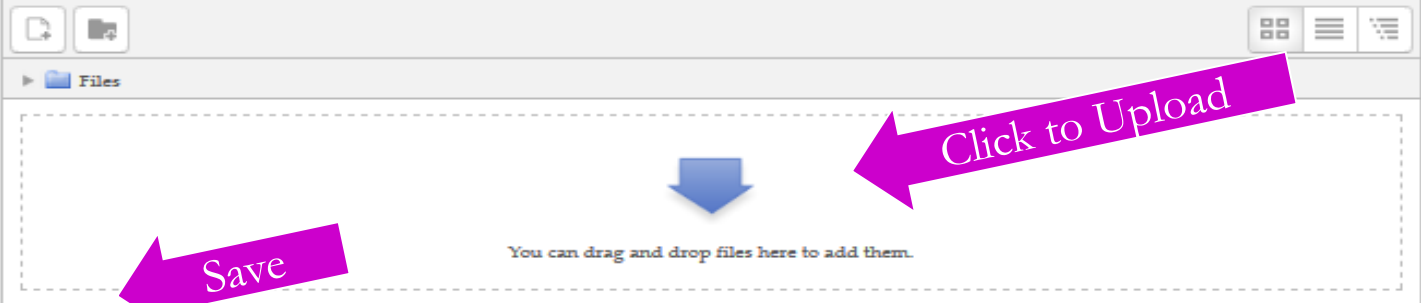 Files
Click to Upload
You can drag and drop files here to add them.
Save